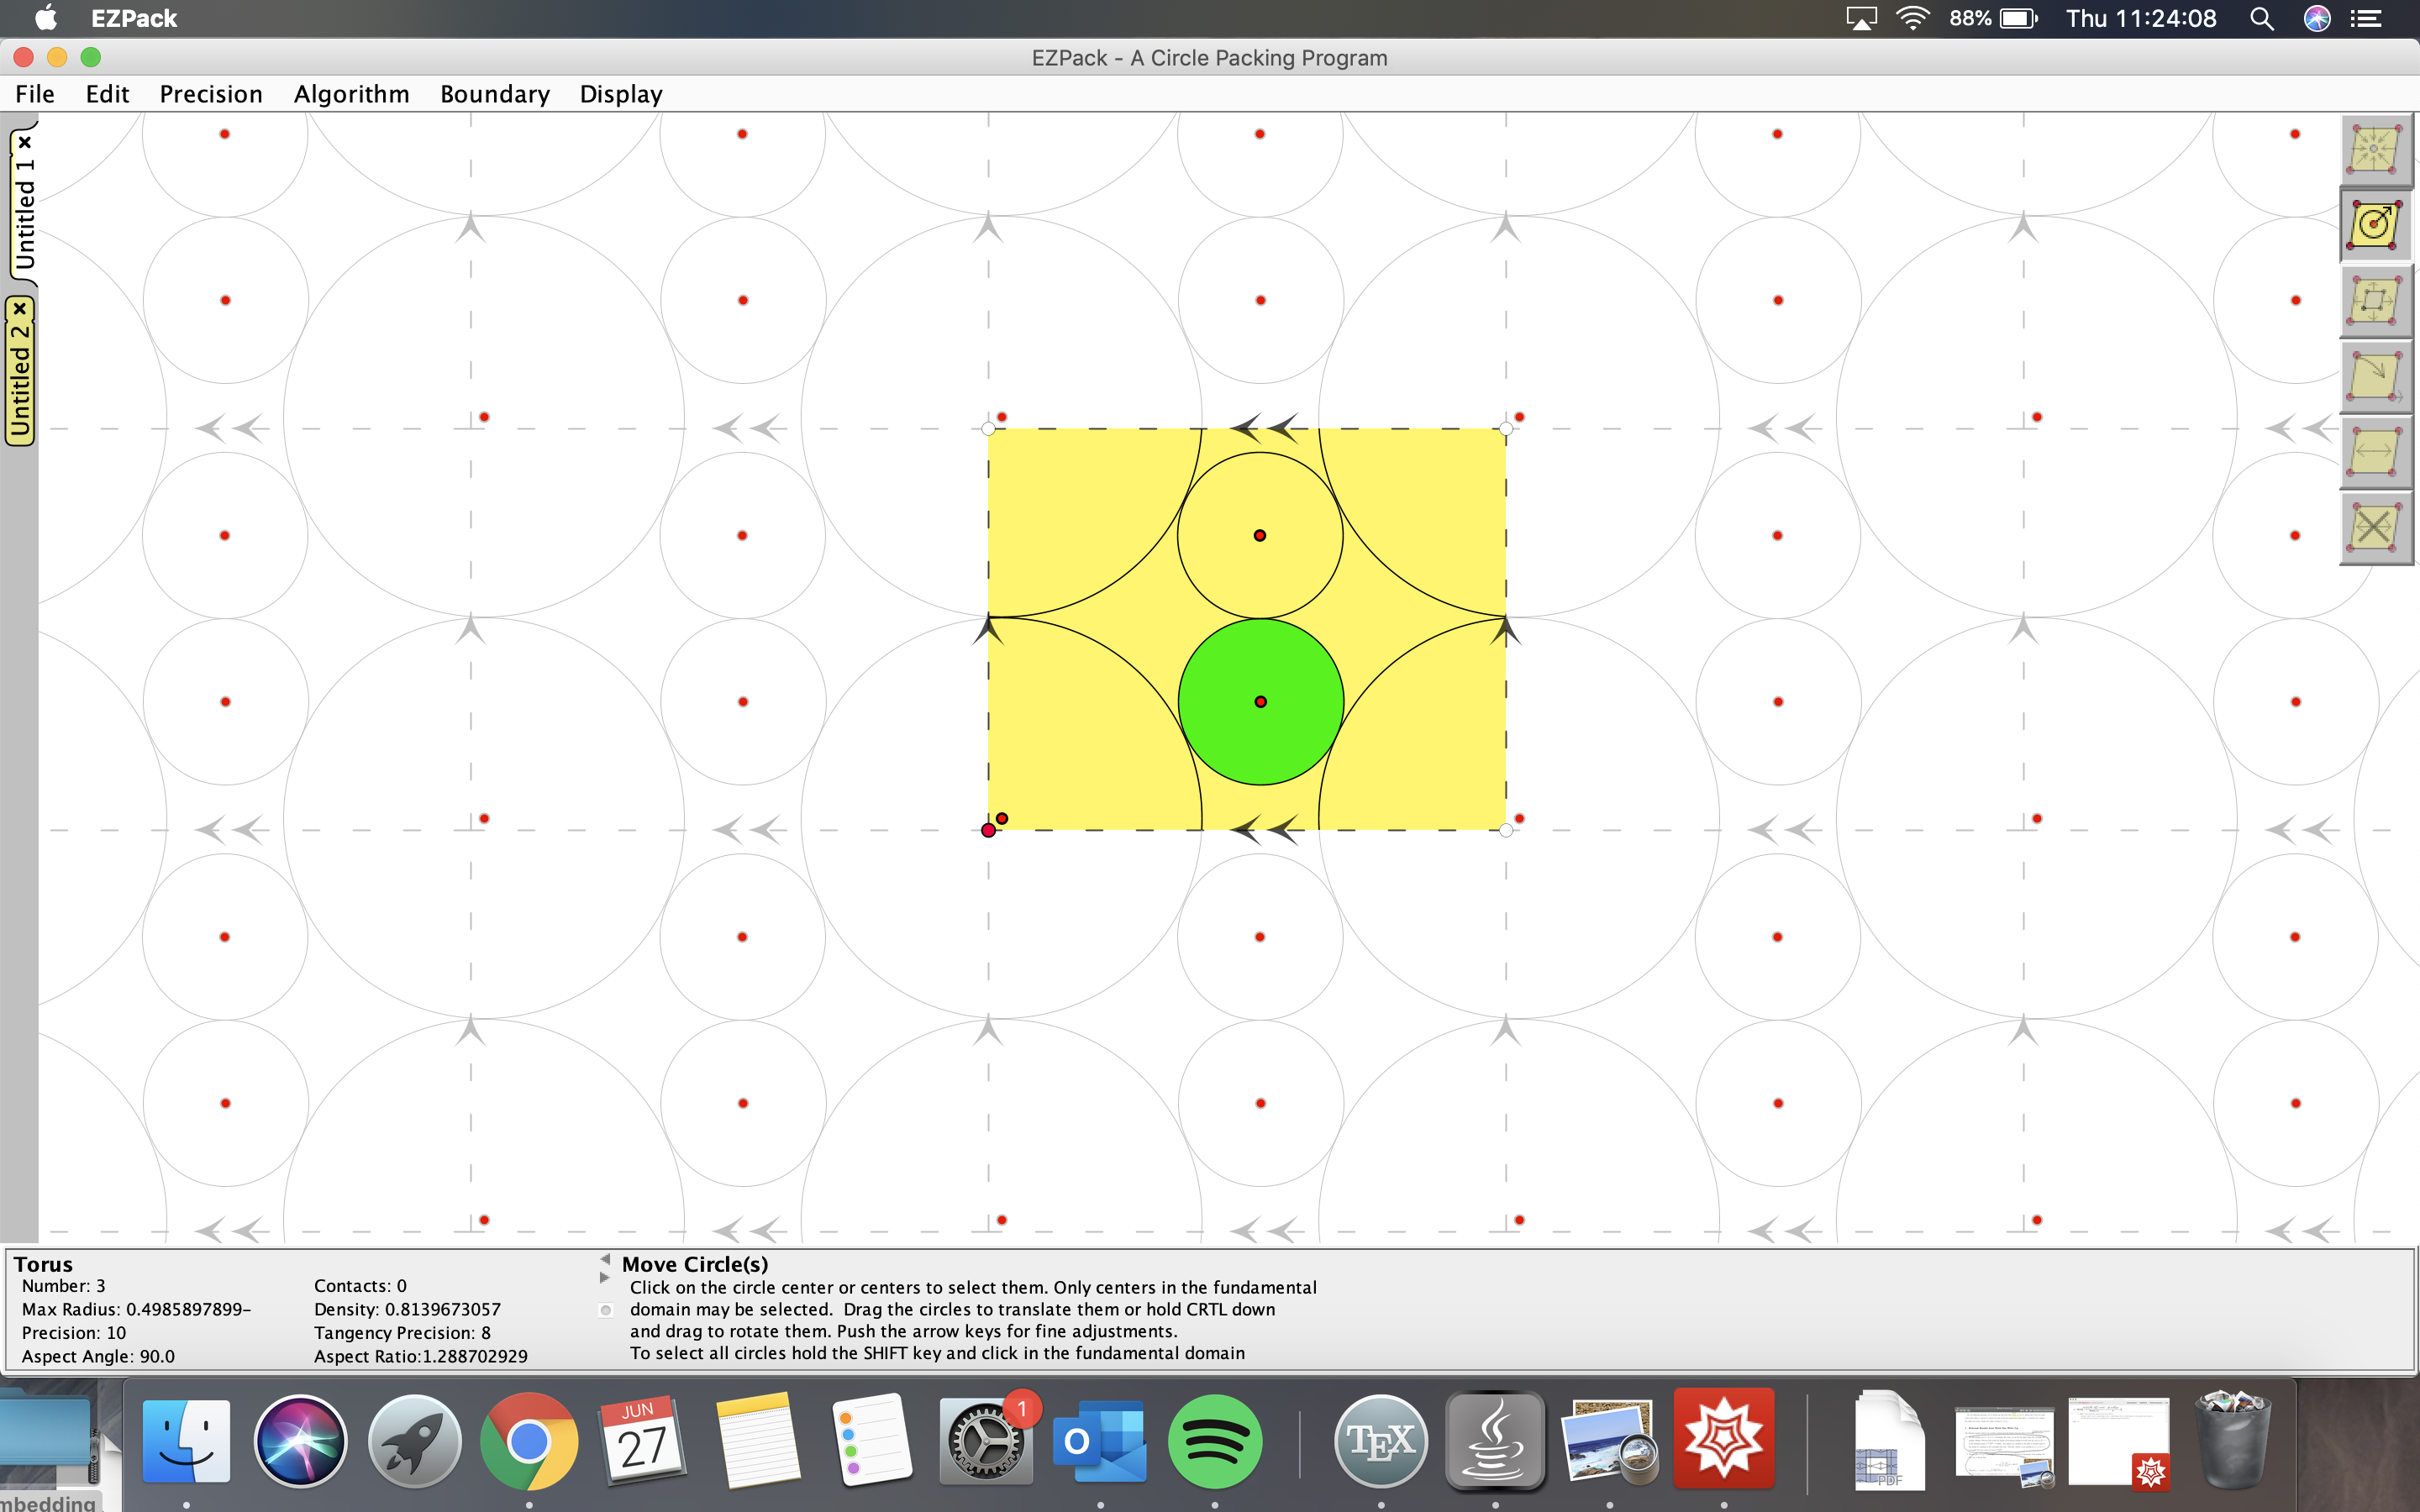 EZPack
88%
Thu 11:24:08
EZPack - A Circle Packing Program
File Edit Precision Algorithm Boundary Display
Untitled 1 ×
Untitled 2 ×
Torus
Number: 3
Contacts: 0
Max Radius: 0.4985897899-
Density: 0.8139673057
Precision: 10
Tangency Precision: 8
Aspect Angle: 90.0
Aspect Ratio:1.288702929
Move Circle(s)
Click on the circle center or centers to select them. Only centers in the fundamental
domain may be selected.  Drag the circles to translate them or hold CRTL down
and drag to rotate them. Push the arrow keys for fine adjustments.
To select all circles hold the SHIFT key and click in the fundamental domain
JUN
27
1
O
TEX
PDF
mbedding